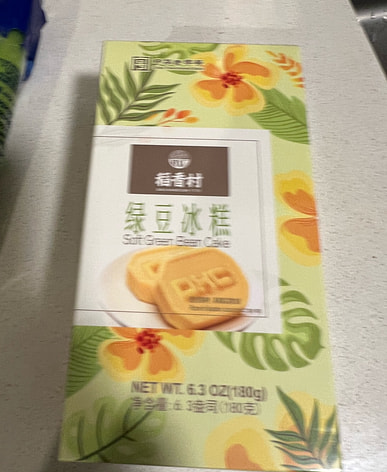 稻香村
绿豆冰糕
Soft Green Bean Cake
DXC
NET WT. 6.3 OZ(180g)
净含量: 6.3盎司(180克)